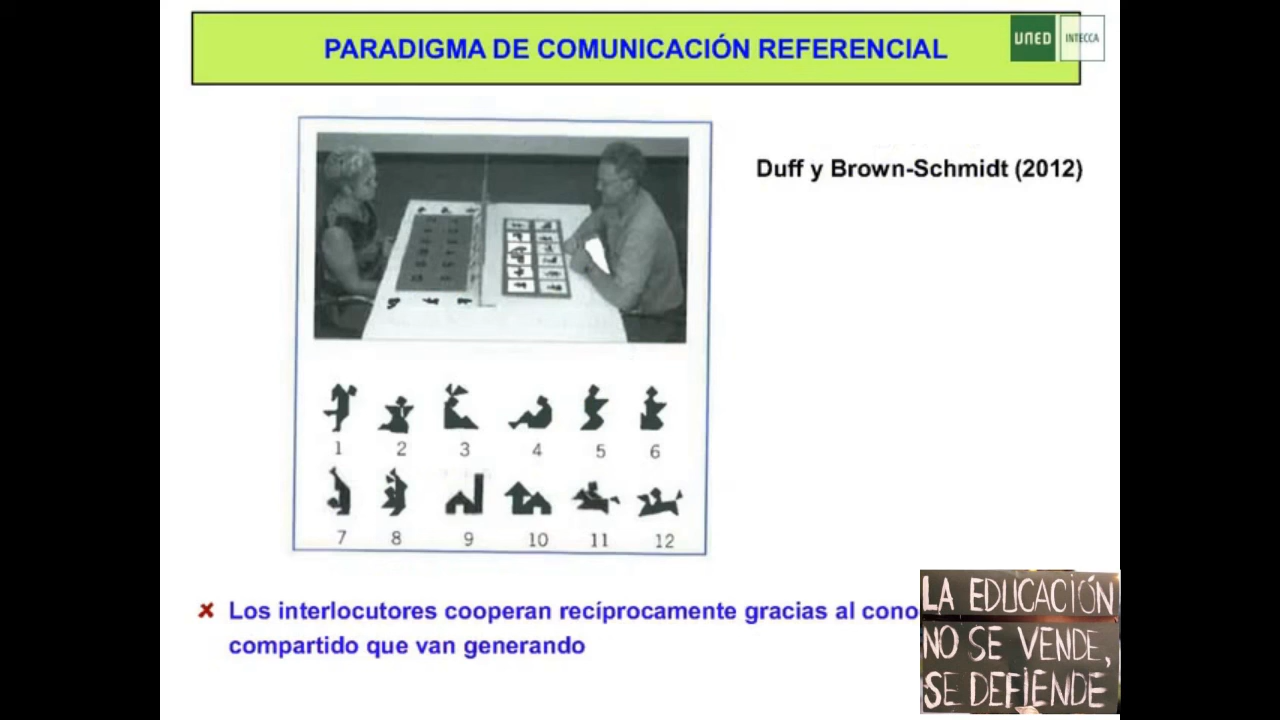 PARADIGMA DE COMUNICACIÓN REFERENCIAL
UNED
INTECCA
Duff y Brown-Schmidt (2012)
1 2 3 4 5 6
7 8 9 10 11 12
✘ Los interlocutores cooperan recíprocamente gracias al cono
compartido que van generando
LA EDUCACIÓN
NO SE VENDE,
SE DEFIENDE